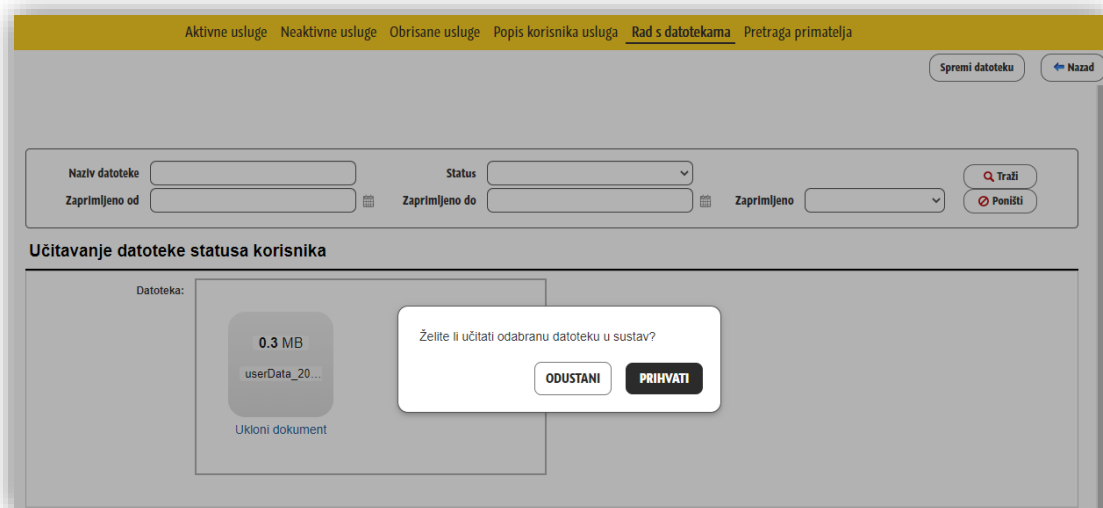 Aktivne usluge Neaktivne usluge Obrisane usluge Popis korisnika usluga Rad s datotekama Pretraga primatelja
Spremi datoteku Nazad
Naziv datoteke Status Traži
Zaprimljeno od Zaprimljeno do Zaprimljeno Poništi
Učitavanje datoteke statusa korisnika
Datoteka:
0.3 MB
userData_20...
Ukloni dokument
Želite li učitati odabranu datoteku u sustav?
ODUSTANI PRIHVATI